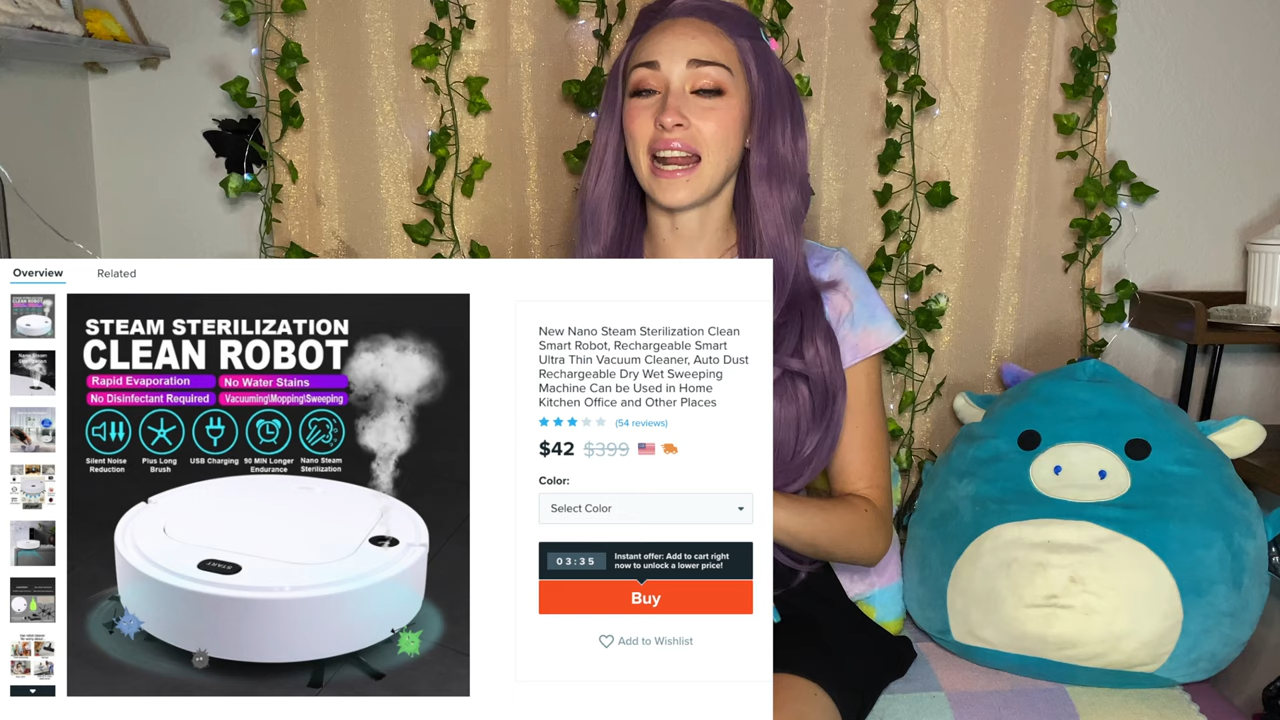 Overview
Related
STEAM STERILIZATION
CLEAN ROBOT
Rapid Evaporation
No Water Stains
No Disinfectant Required
Vacuuming\Mopping\Sweeping
Silent Noise
Reduction
Plus Long
Brush
USB Charging
90 MIN Longer
Endurance
Nano Steam
Sterilization
START
New Nano Steam Sterilization Clean
Smart Robot, Rechargeable Smart
Ultra Thin Vacuum Cleaner, Auto Dust
Rechargeable Dry Wet Sweeping
Machine Can be Used in Home
Kitchen Office and Other Places
(54 reviews)
$42 $399
Color:
Select Color
03:35
Instant offer: Add to cart right
now to unlock a lower price!
Buy
Add to Wishlist